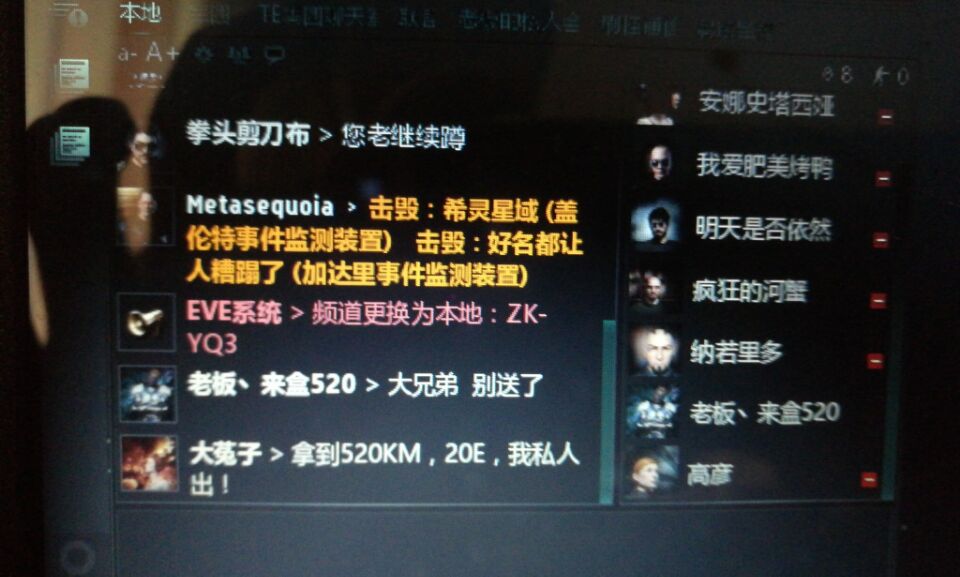 本地
a- A+
8 0
拳头剪刀布 > 您老继续蹲
Metasequoia > 击毁：希灵星域 (盖
伦特事件监测装置) 击毁：好名都让
人糟蹋了 (加达里事件监测装置)
EVE系统 > 频道更换为本地：ZK-
YQ3
老板丶来盒520 > 大兄弟 别送了
大菟子 > 拿到520KM，20E，我私人
出！
安娜史塔西娅
我爱肥美烤鸭
明天是否依然
疯狂的河蟹
纳若里多
老板丶来盒520
高彦